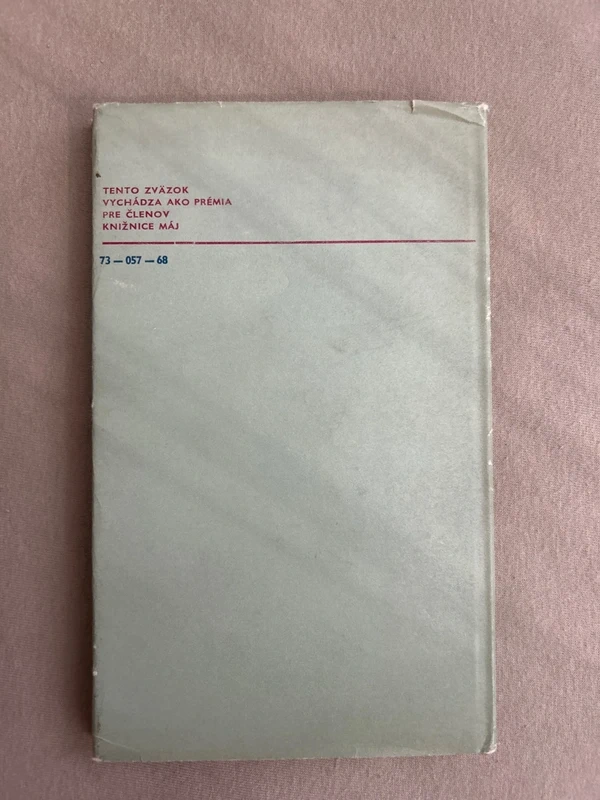 TENTO ZVÄZOK
VYCHÁDZA AKO PRÉMIA
PRE ČLENOV
KNIŽNICE MÁJ
73 — 057 — 68